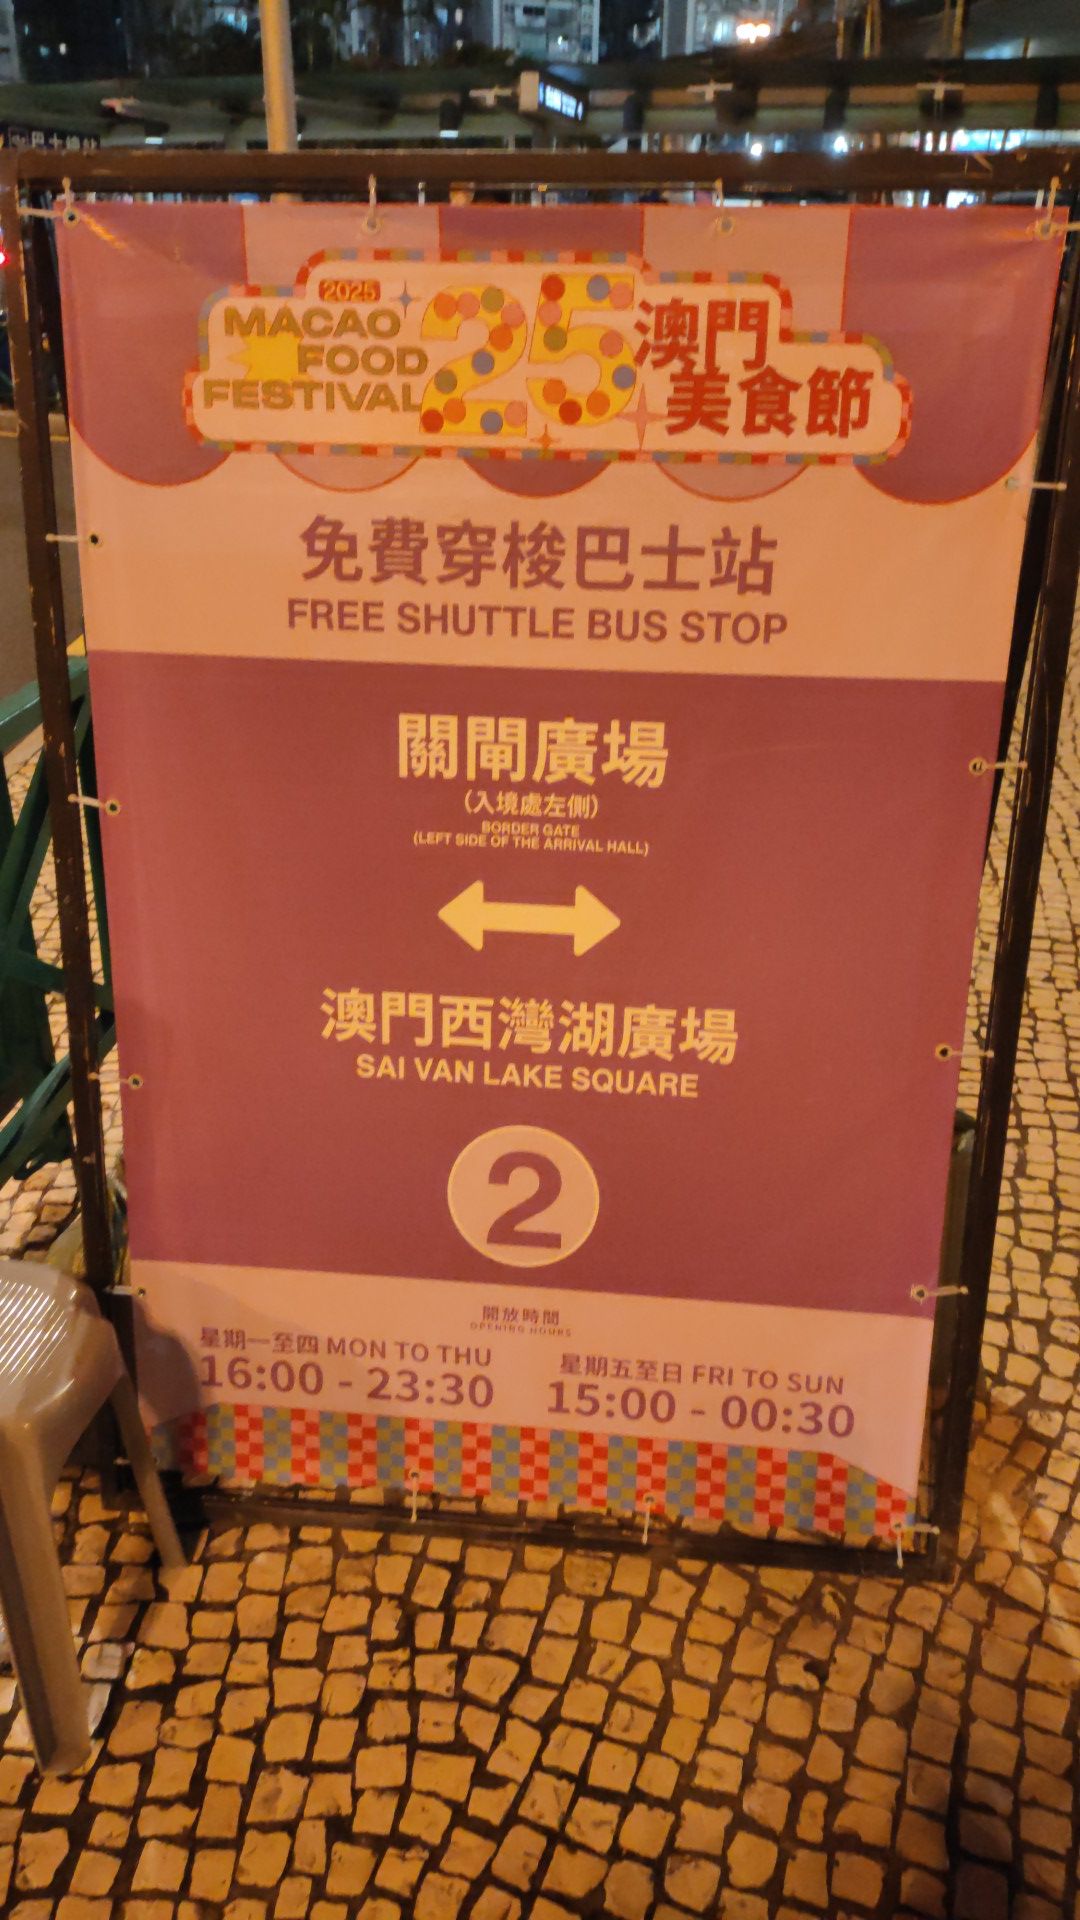 2025
MACAO
FOOD
FESTIVAL
25
澳門
美食節
免費穿梭巴士站
FREE SHUTTLE BUS STOP
關閘廣場
(入境處左側)
BORDER GATE
(LEFT SIDE OF THE ARRIVAL HALL)
澳門西灣湖廣場
SAI VAN LAKE SQUARE
2
開放時間
OPENING HOURS
星期一至四 MON TO THU
16:00 - 23:30
星期五至日 FRI TO SUN
15:00 - 00:30